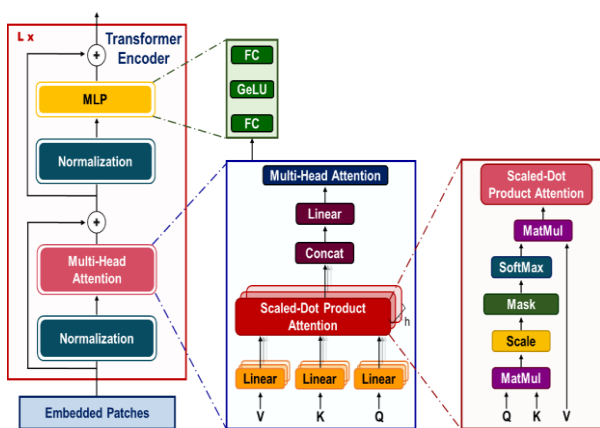 L x
Transformer
Encoder
MLP
Normalization
Multi-Head
Attention
Normalization
Embedded Patches
FC
GeLU
FC
Multi-Head Attention
Linear
Concat
Scaled-Dot Product
Attention
h
Linear
Linear
Linear
V
K
Q
Scaled-Dot
Product Attention
MatMul
SoftMax
Mask
Scale
MatMul
Q
K
V